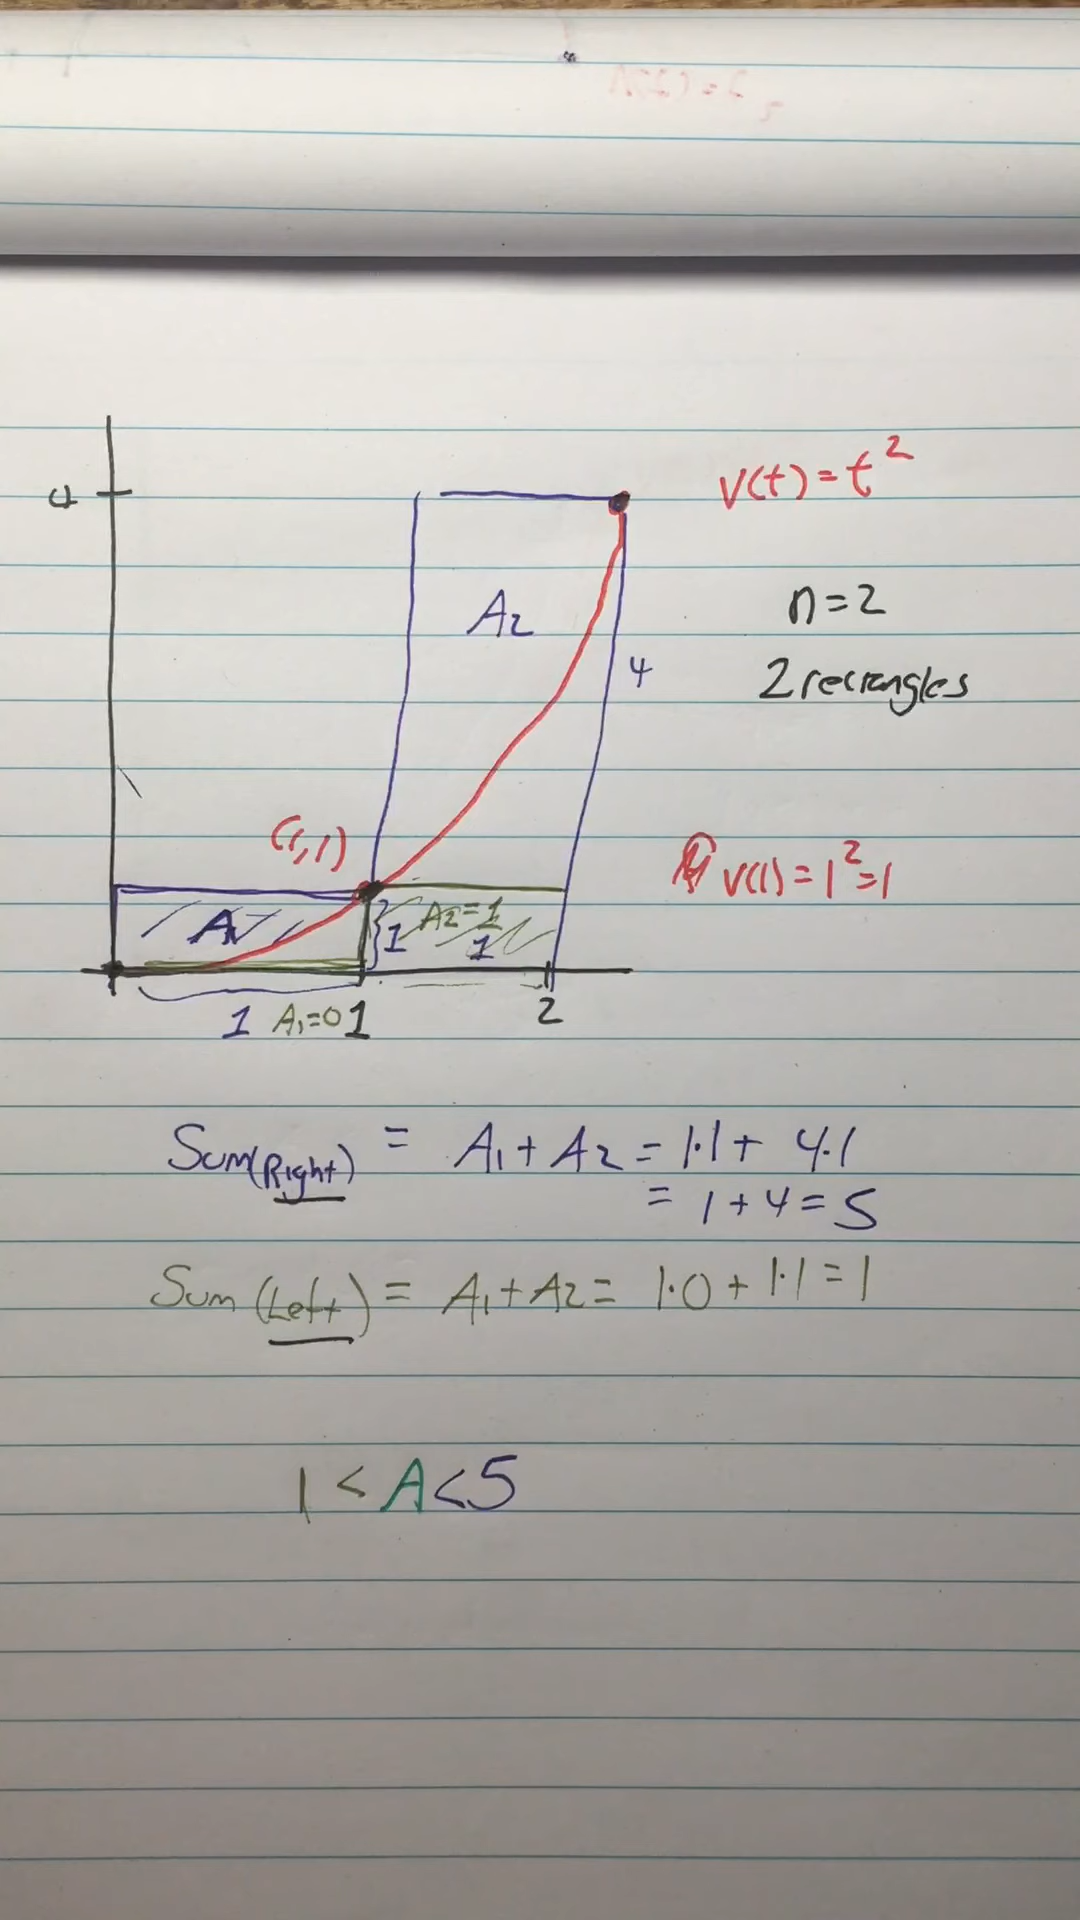 4
v(t) = t²
n=2
A₂
4
2 rectangles
(1,1)
v(1) = 1² = 1
A₁
1
A₂=1
1
1
A₁=0
1
2
Sum(Right) = A₁ + A₂ = 1·1 + 4·1
= 1 + 4 = 5
Sum (Left) = A₁ + A₂ = 1·0 + 1·1 = 1
1 < A < 5